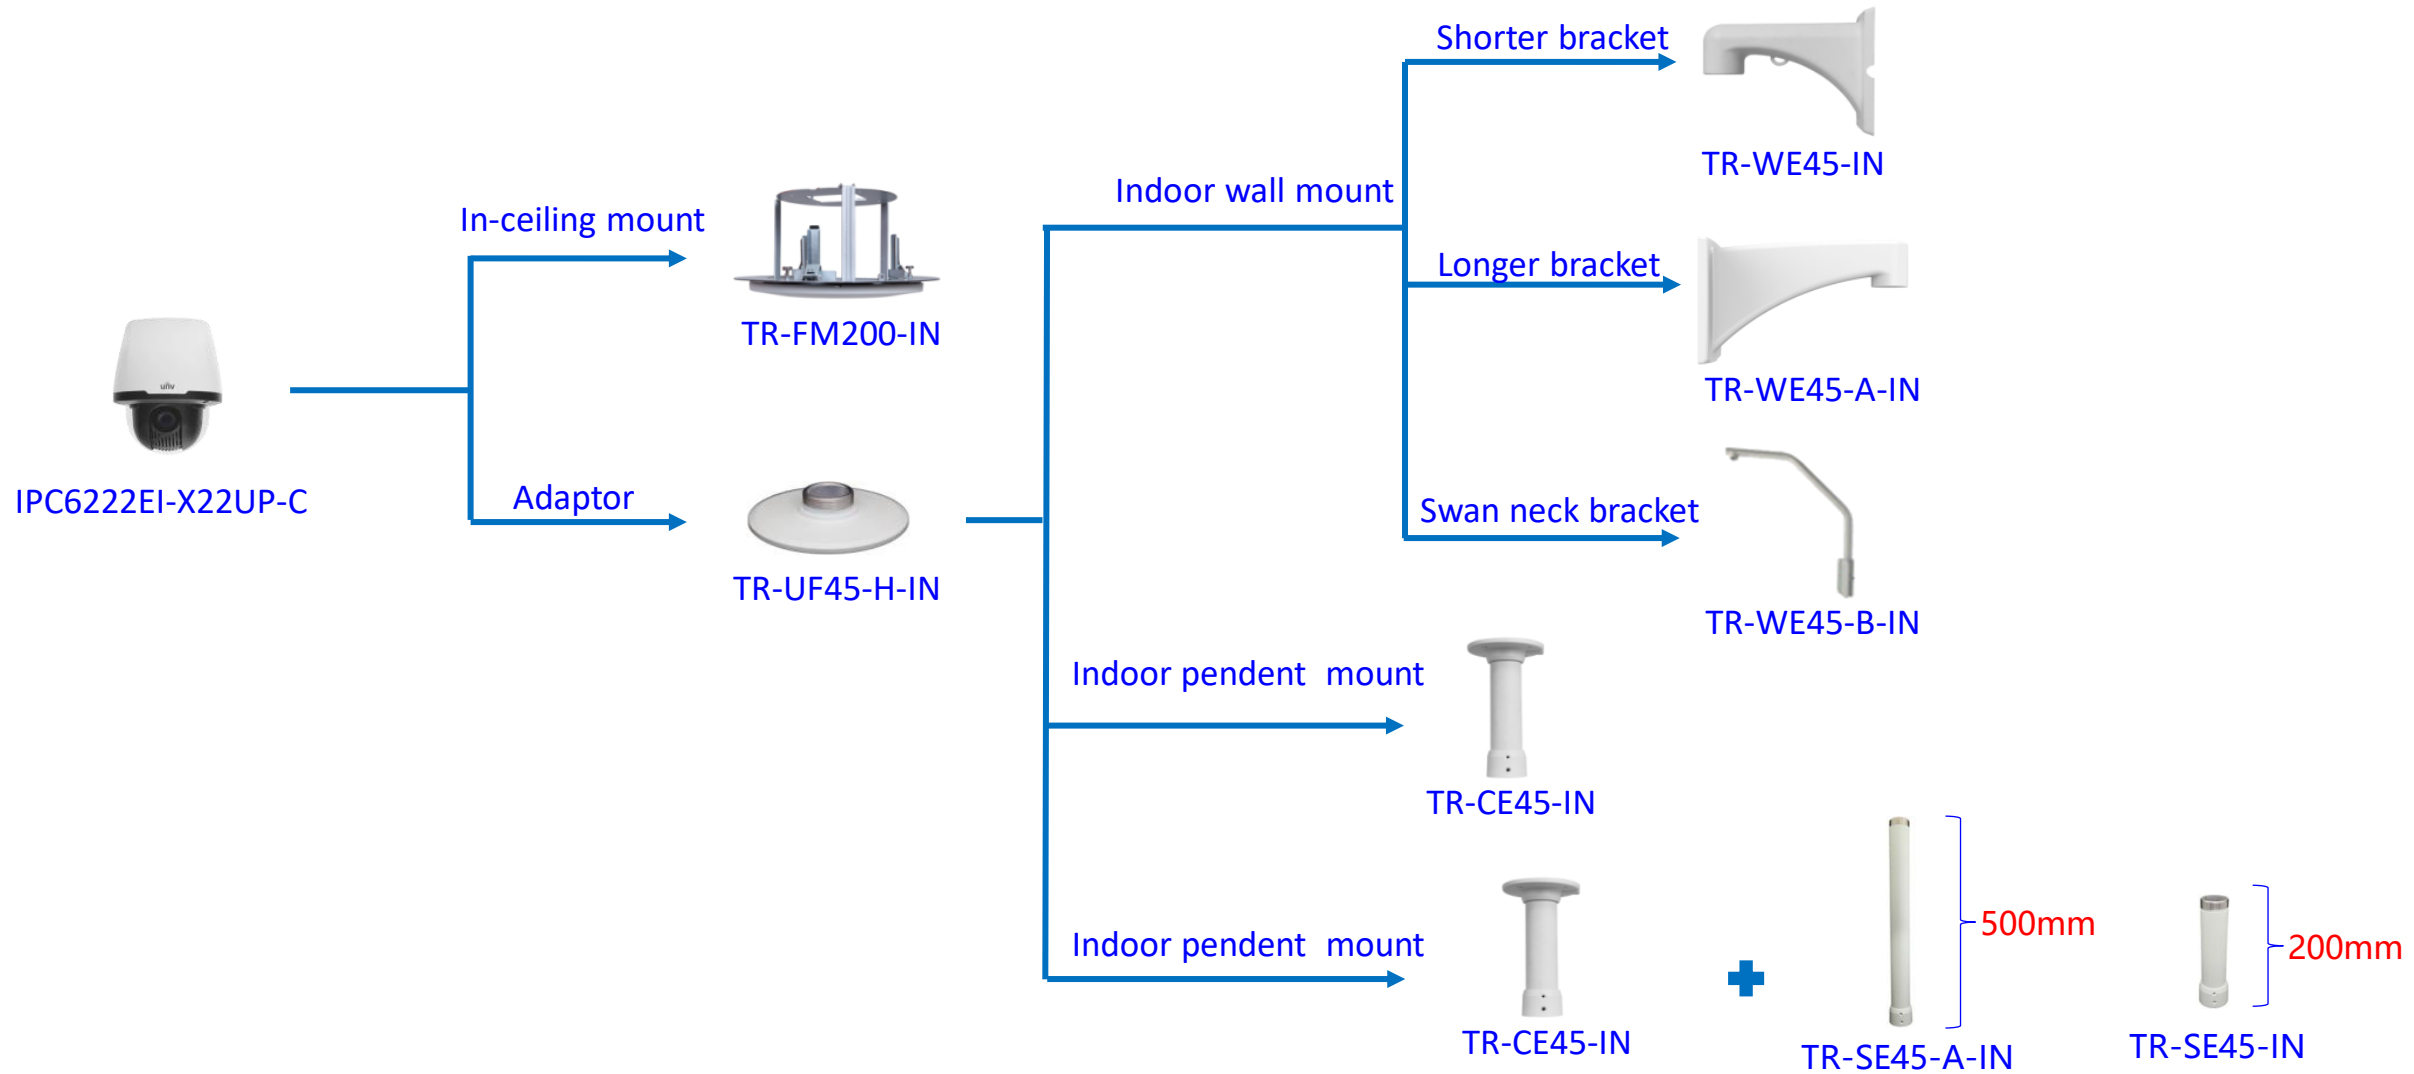 Shorter bracket
TR-WE45-IN
Indoor wall mount
In-ceiling mount
Longer bracket
TR-FM200-IN
TR-WE45-A-IN
unv
IPC6222EI-X22UP-C
Adaptor
Swan neck bracket
TR-UF45-H-IN
TR-WE45-B-IN
Indoor pendent  mount
TR-CE45-IN
Indoor pendent  mount
500mm
200mm
TR-CE45-IN
TR-SE45-A-IN
TR-SE45-IN